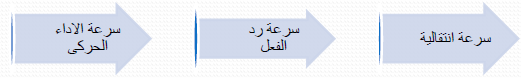 سرعة انتقالية
سرعة رد
الفعل
سرعة الاداء
الحركى